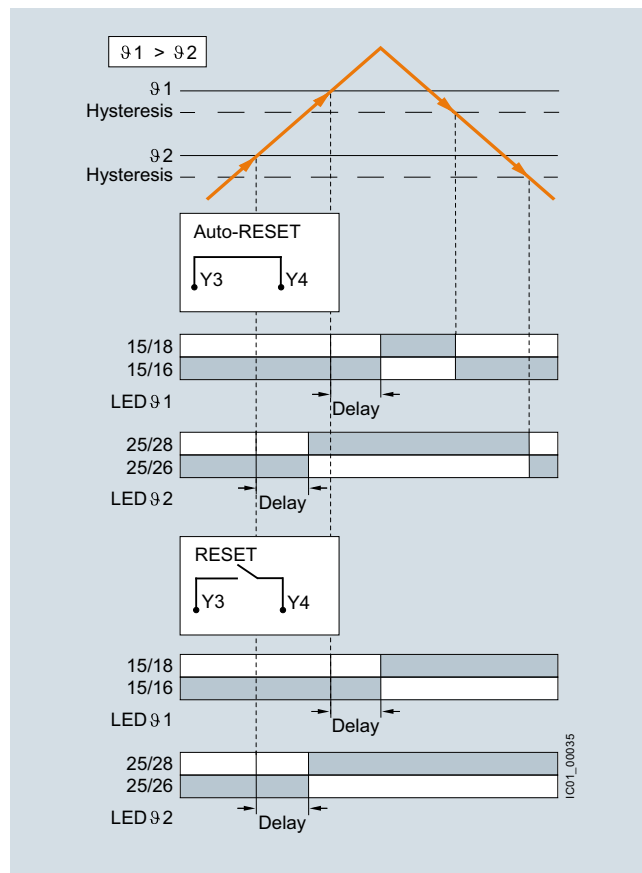 ϑ1 > ϑ2
ϑ1
Hysteresis
ϑ2
Hysteresis
Auto-RESET
Y3 Y4
15/18
15/16
LED ϑ1
Delay
25/28
25/26
LED ϑ2
Delay
RESET
Y3 Y4
15/18
15/16
LED ϑ1
Delay
25/28
25/26
LED ϑ2
Delay
IC01_00035